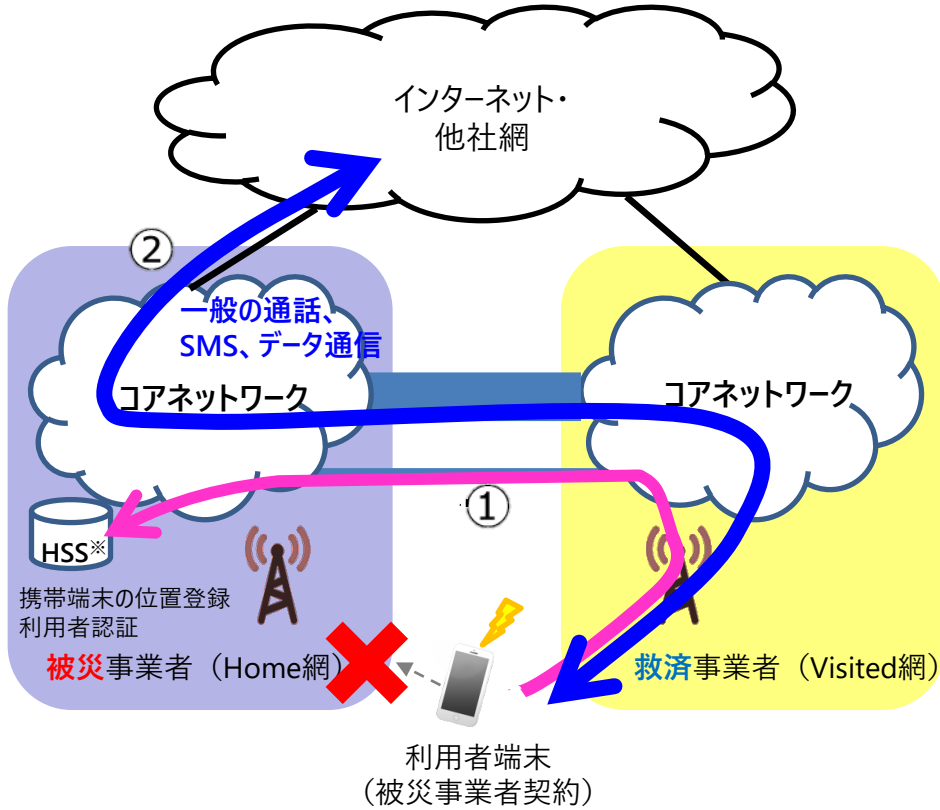 インターネット・
他社網
②
一般の通話、
SMS、データ通信
コアネットワーク
コアネットワーク
①
HSS※
携帯端末の位置登録
利用者認証
被災事業者（Home網）
救済事業者（Visited網）
利用者端末
（被災事業者契約）